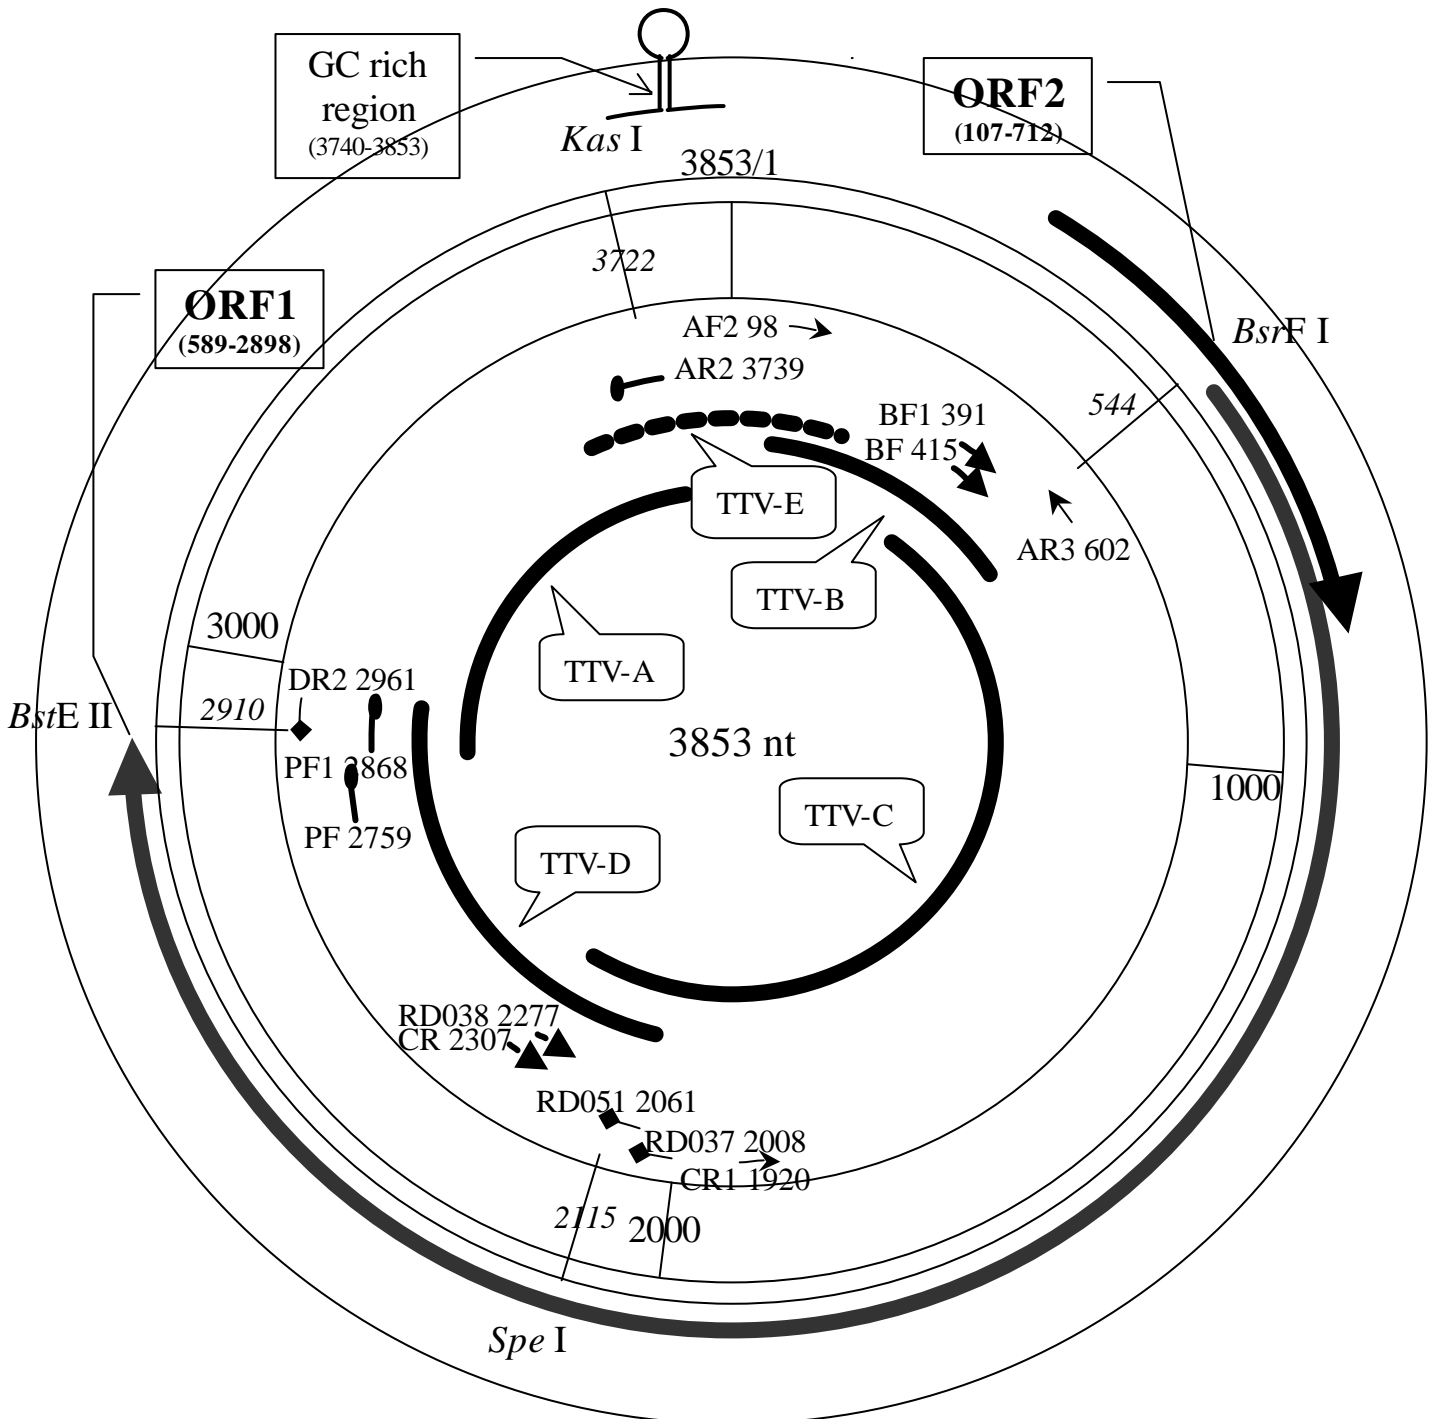 GC rich
region
(3740-3853)
Kas I
ORF2
(107-712)
3853/1
3722
ORF1
(589-2898)
BsrF I
AF2 98
AR2 3739
544
BF1 391
BF 415
TTV-E
AR3 602
TTV-B
3000
TTV-A
DR2 2961
2910
BstE II
3853 nt
PF1 2868
1000
TTV-C
PF 2759
TTV-D
RD038 2277
CR 2307
RD051 2061
RD037 2008
CR1 1920
2115
2000
Spe I